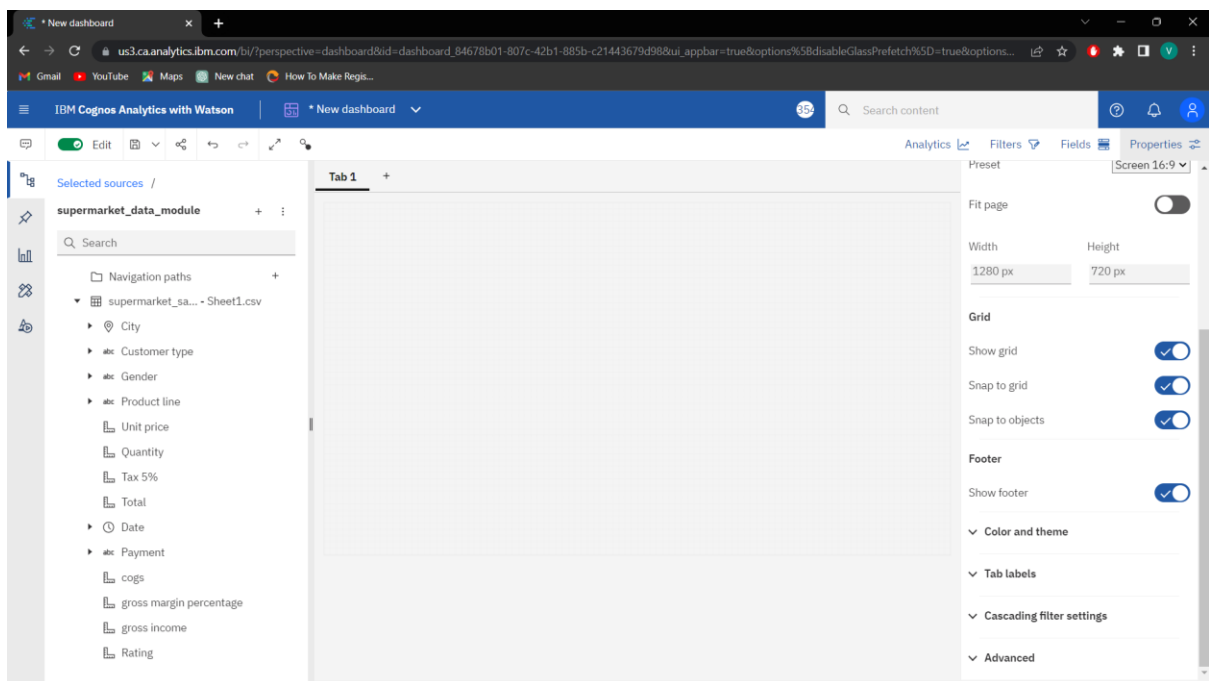 * New dashboard
us3.ca.analytics.ibm.com/bi/?perspective=dashboard&id=dashboard_84678b01-807c-42b1-885b-c21443679d98&ui_appbar=true&options%5BdisableGlassPrefetch%5D=true&options...
V
Gmail YouTube Maps New chat How To Make Regis...
IBM Cognos Analytics with Watson * New dashboard 354 Search content
Edit Analytics Filters Fields Properties
Selected sources / Tab 1 +
supermarket_data_module
Search
Navigation paths
supermarket_sa... - Sheet1.csv
City
abc Customer type
abc Gender
abc Product line
Unit price
Quantity
Tax 5%
Total
Date
abc Payment
cogs
gross margin percentage
gross income
Rating
Preset Screen 16:9
Fit page
Width Height
1280 px 720 px
Grid
Show grid
Snap to grid
Snap to objects
Footer
Show footer
Color and theme
Tab labels
Cascading filter settings
Advanced